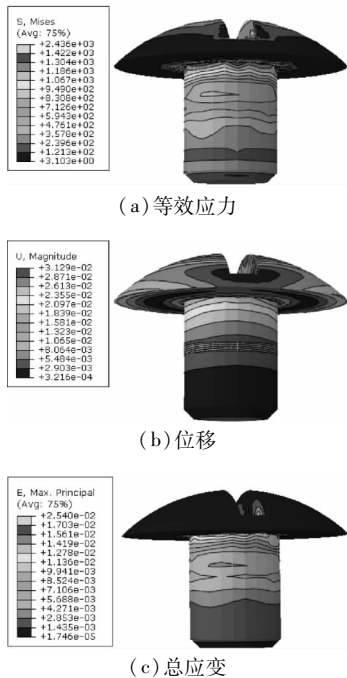 S, Mises
(Avg: 75%)
+2.436e+03
+1.422e+03
+1.304e+03
+1.186e+03
+1.067e+03
+9.490e+02
+8.308e+02
+7.126e+02
+5.943e+02
+4.761e+02
+3.578e+02
+2.396e+02
+1.213e+02
+3.103e+00
(a)等效应力
U, Magnitude
+3.129e-02
+2.871e-02
+2.613e-02
+2.355e-02
+2.097e-02
+1.839e-02
+1.581e-02
+1.323e-02
+1.065e-02
+8.064e-03
+5.484e-03
+2.903e-03
+3.216e-04
(b)位移
E, Max. Principal
(Avg: 75%)
+2.540e-02
+1.703e-02
+1.561e-02
+1.419e-02
+1.278e-02
+1.136e-02
+9.941e-03
+8.524e-03
+7.106e-03
+5.688e-03
+4.271e-03
+2.853e-03
+1.435e-03
+1.746e-05
(c)总应变